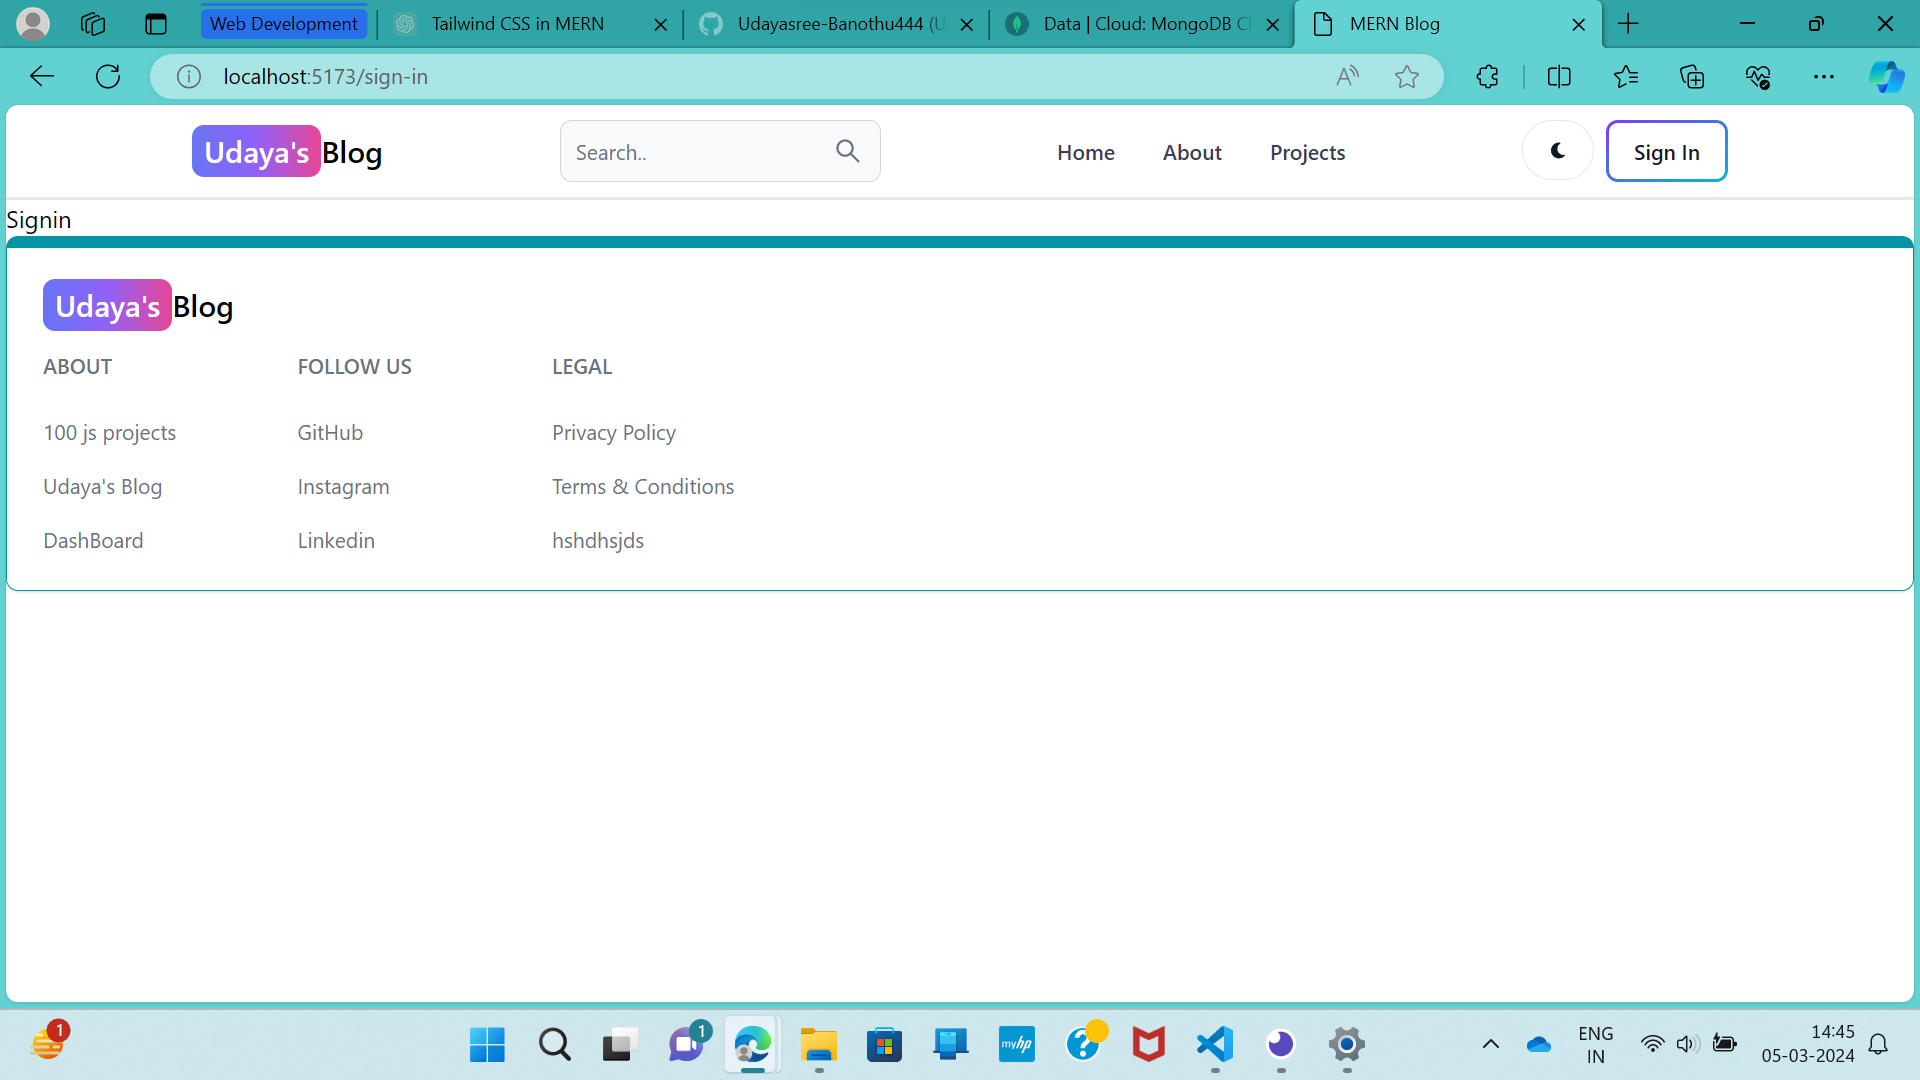 Web Development
Tailwind CSS in MERN
Udayasree-Banothu444 (U
Data | Cloud: MongoDB Cl
MERN Blog
localhost:5173/sign-in
Udaya's Blog
Search..
Home
About
Projects
Sign In
Signin
Udaya's Blog
ABOUT
FOLLOW US
LEGAL
100 js projects
GitHub
Privacy Policy
Udaya's Blog
Instagram
Terms & Conditions
DashBoard
Linkedin
hshdhsjds
1
1
myhp
ENG
IN
14:45
05-03-2024